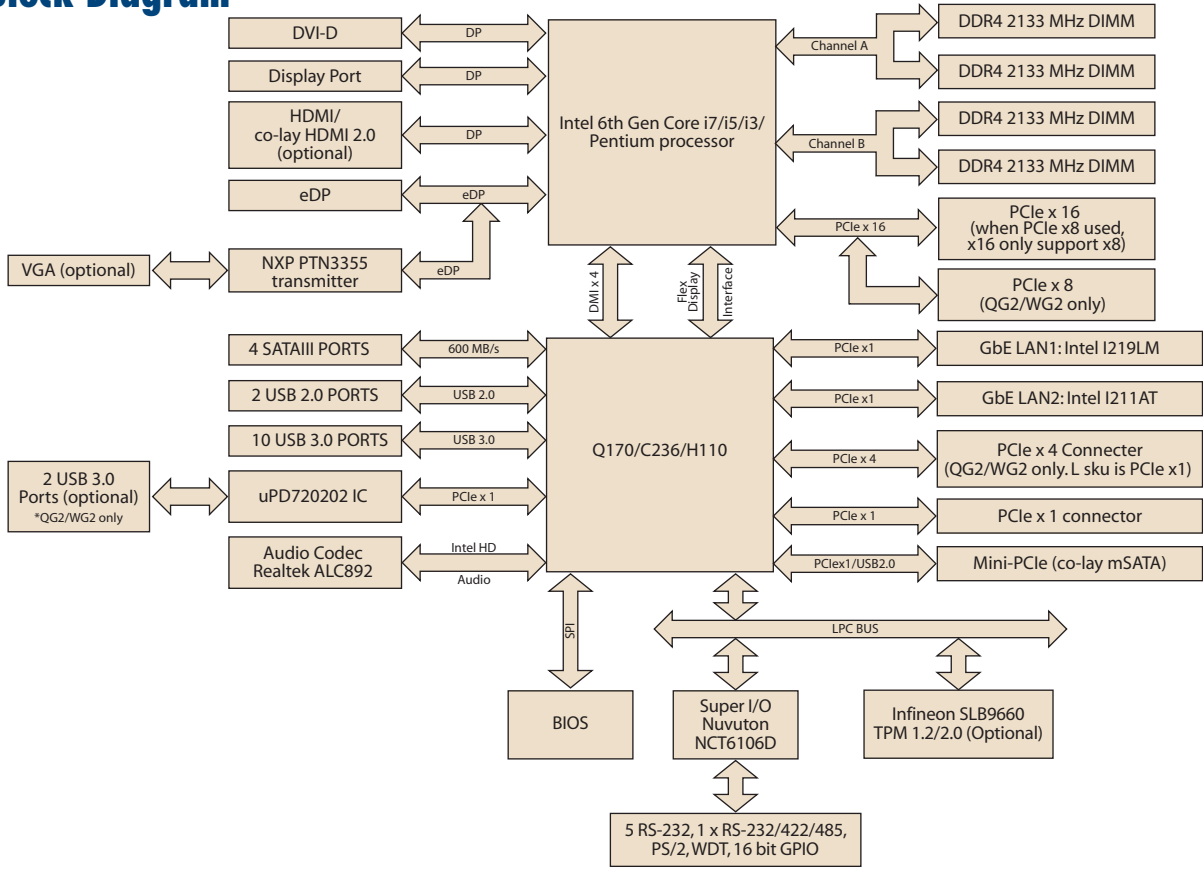 Block Diagram
DVI-D
DP
Display Port
DP
HDMI/
co-lay HDMI 2.0
(optional)
DP
eDP
eDP
VGA (optional)
NXP PTN3355
transmitter
eDP
Intel 6th Gen Core i7/i5/i3/
Pentium processor
Channel A
DDR4 2133 MHz DIMM
DDR4 2133 MHz DIMM
Channel B
DDR4 2133 MHz DIMM
DDR4 2133 MHz DIMM
PCIe x 16
PCIe x 16
(when PCIe x8 used,
x16 only support x8)
PCIe x 8
(QG2/WG2 only)
DMI x 4
Flex
Display
Interface
4 SATAIII PORTS
600 MB/s
2 USB 2.0 PORTS
USB 2.0
10 USB 3.0 PORTS
USB 3.0
2 USB 3.0
Ports (optional)
*QG2/WG2 only
uPD720202 IC
PCIe x 1
Audio Codec
Realtek ALC892
Intel HD
Audio
Q170/C236/H110
PCIe x1
GbE LAN1: Intel I219LM
PCIe x1
GbE LAN2: Intel I211AT
PCIe x 4
PCIe x 4 Connecter
(QG2/WG2 only. L sku is PCIe x1)
PCIe x 1
PCIe x 1 connector
PCIex1/USB2.0
Mini-PCIe (co-lay mSATA)
SPI
LPC BUS
BIOS
Super I/O
Nuvuton
NCT6106D
Infineon SLB9660
TPM 1.2/2.0 (Optional)
5 RS-232, 1 x RS-232/422/485,
PS/2, WDT, 16 bit GPIO